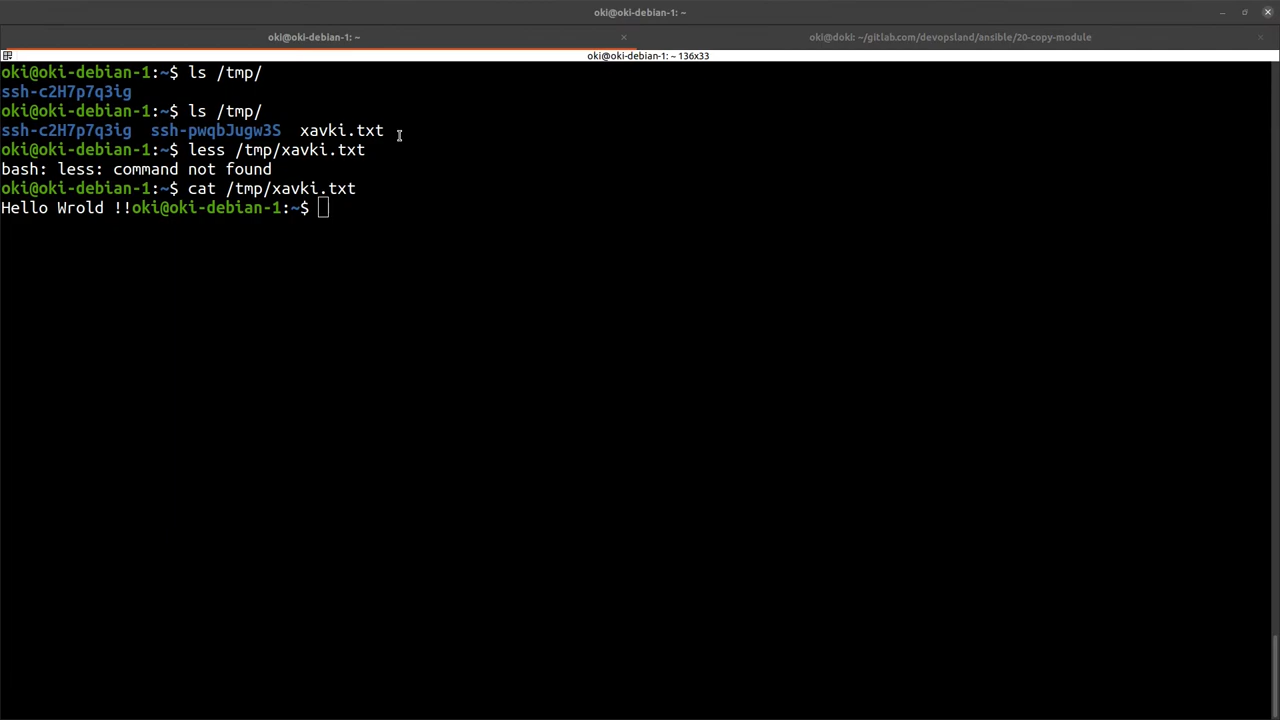 oki@oki-debian-1: ~
oki@oki-debian-1: ~ × oki@doki: ~/gitlab.com/devopsland/ansible/20-copy-module ×
oki@oki-debian-1: ~ 136x33
oki@oki-debian-1:~$ ls /tmp/
ssh-c2H7p7q3ig
oki@oki-debian-1:~$ ls /tmp/
ssh-c2H7p7q3ig  ssh-pwqbJugw3S  xavki.txt
oki@oki-debian-1:~$ less /tmp/xavki.txt
bash: less: command not found
oki@oki-debian-1:~$ cat /tmp/xavki.txt
Hello Wrold !!oki@oki-debian-1:~$